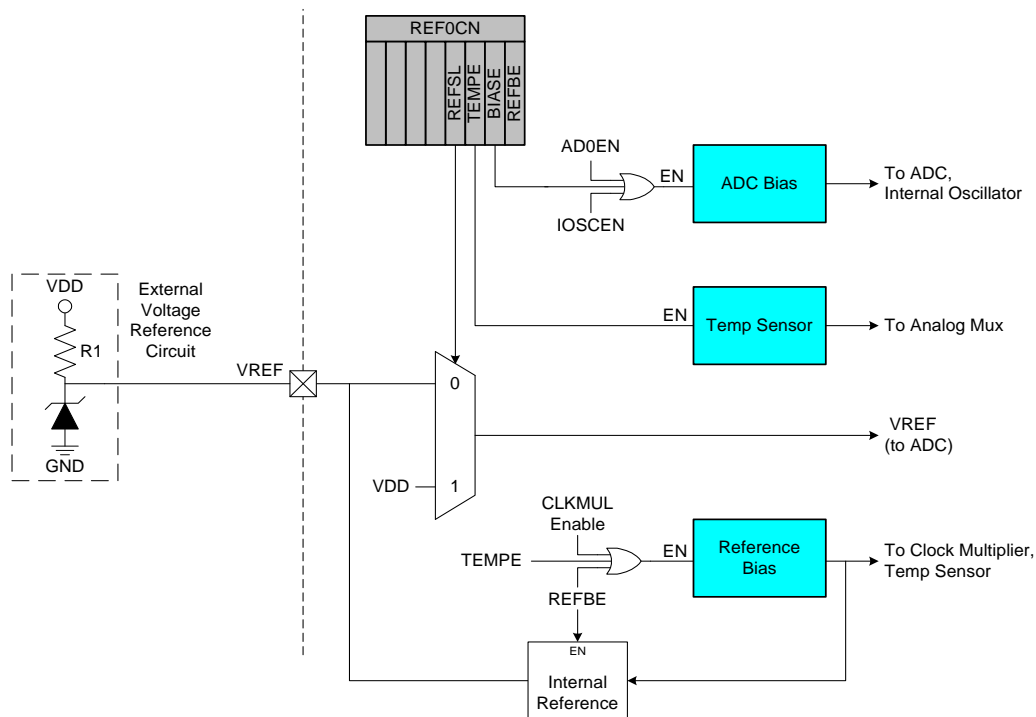 REF0CN
REFSL
TEMPE
BIASE
REFBE
AD0EN
EN
ADC Bias
To ADC,
Internal Oscillator
IOSCEN
VDD
R1
GND
External
Voltage
Reference
Circuit
VREF
EN
Temp Sensor
To Analog Mux
0
1
VDD
VREF
(to ADC)
CLKMUL
Enable
TEMPE
REFBE
EN
Reference
Bias
To Clock Multiplier,
Temp Sensor
EN
Internal
Reference